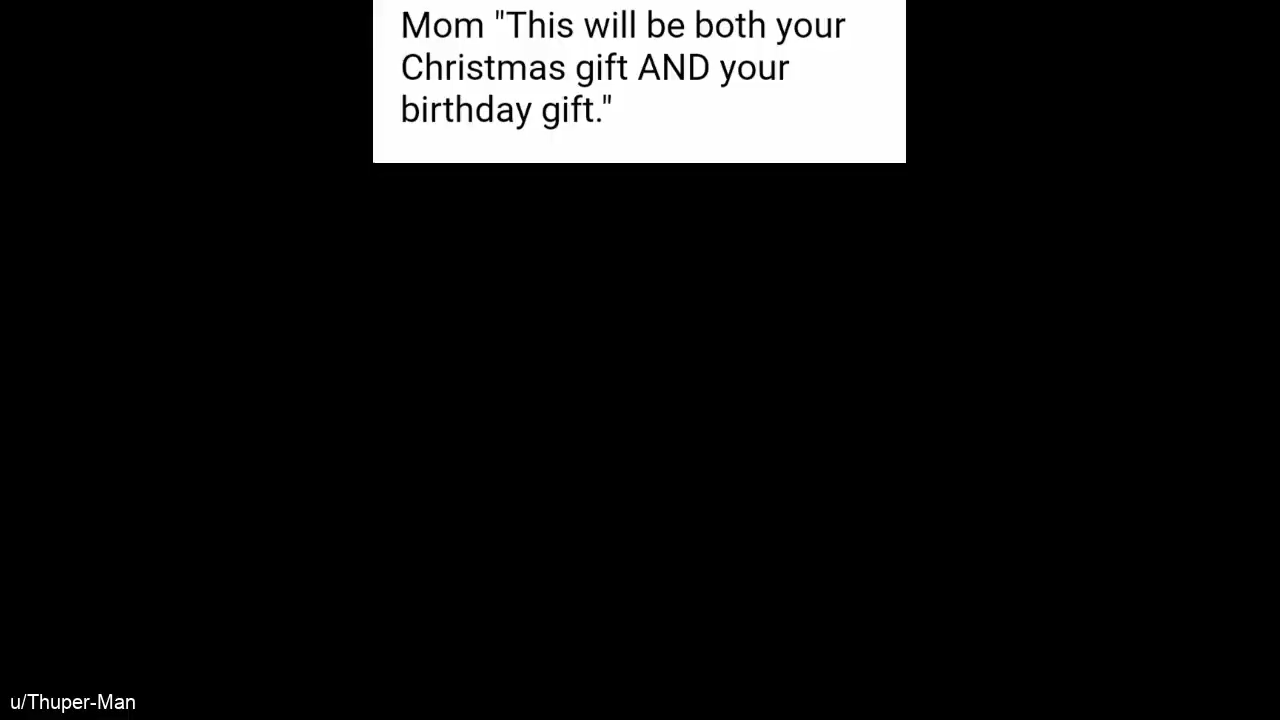 Mom "This will be both your
Christmas gift AND your
birthday gift."
u/Thuper-Man